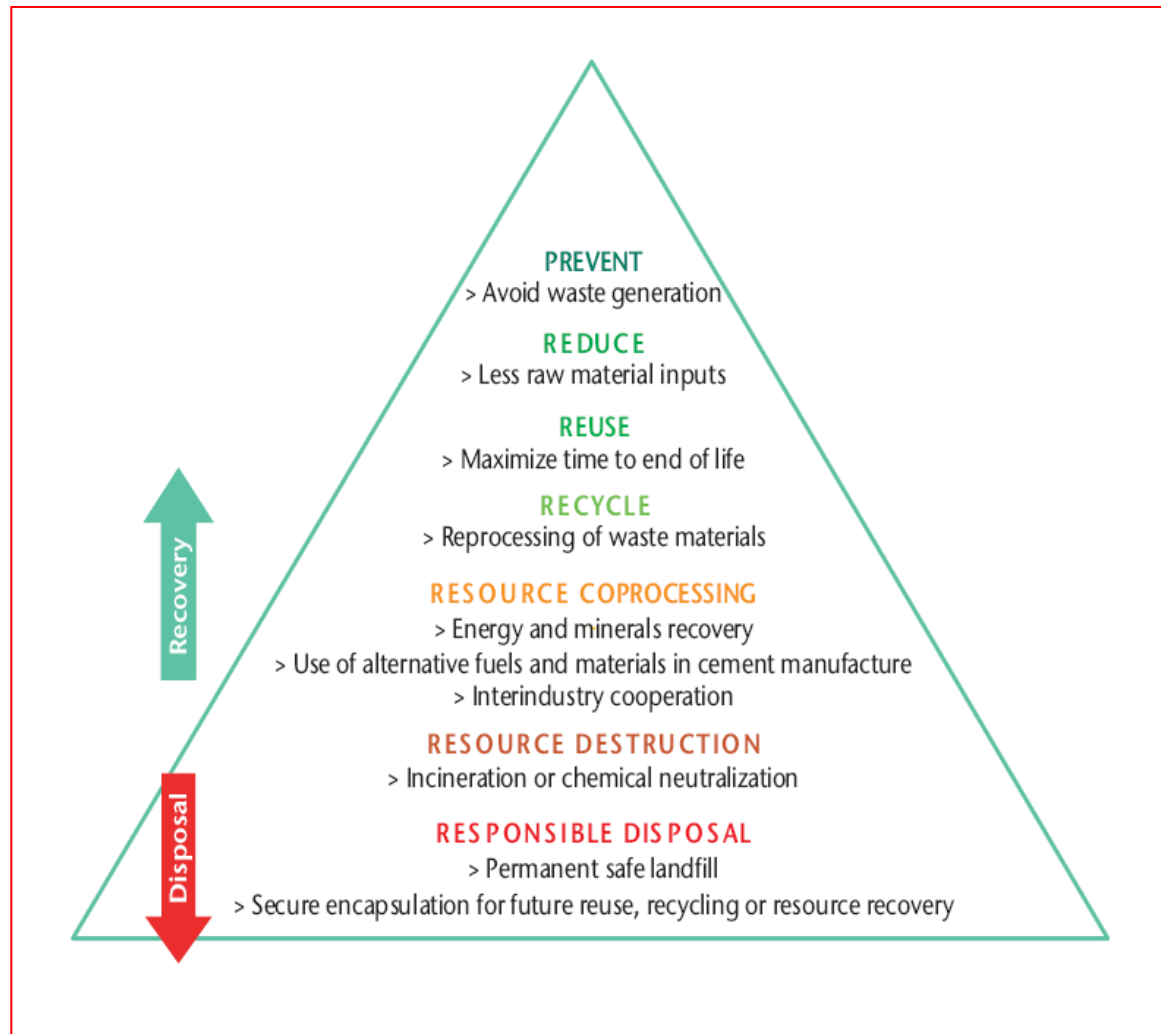 PREVENT
> Avoid waste generation
REDUCE
> Less raw material inputs
REUSE
> Maximize time to end of life
RECYCLE
> Reprocessing of waste materials
RESOURCE COPROCESSING
> Energy and minerals recovery
> Use of alternative fuels and materials in cement manufacture
> Interindustry cooperation
RESOURCE DESTRUCTION
> Incineration or chemical neutralization
RESPONSIBLE DISPOSAL
> Permanent safe landfill
> Secure encapsulation for future reuse, recycling or resource recovery
Recovery
Disposal